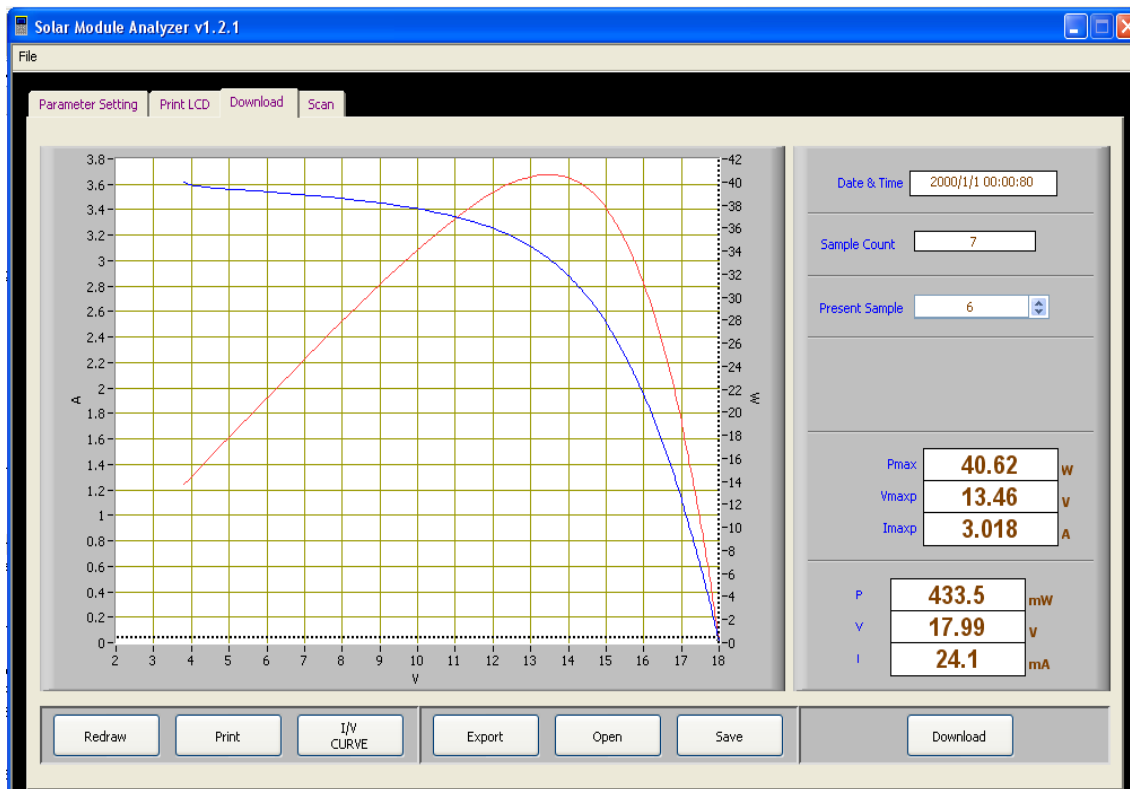 Solar Module Analyzer v1.2.1
File
Parameter Setting Print LCD Download Scan
3.8
3.6
3.4
3.2
3
2.8
2.6
2.4
2.2
2
1.8
1.6
1.4
1.2
1
0.8
0.6
0.4
0.2
0
A
42
40
38
36
34
32
30
28
26
24
22
20
18
16
14
12
10
8
6
4
2
0
W
2 3 4 5 6 7 8 9 10 11 12 13 14 15 16 17 18
V
Date & Time 2000/1/1 00:00:80
Sample Count 7
Present Sample 6
Pmax 40.62 W
Vmaxp 13.46 V
Imaxp 3.018 A
P 433.5 mW
V 17.99 V
I 24.1 mA
Redraw Print I/V
CURVE
Export Open Save Download